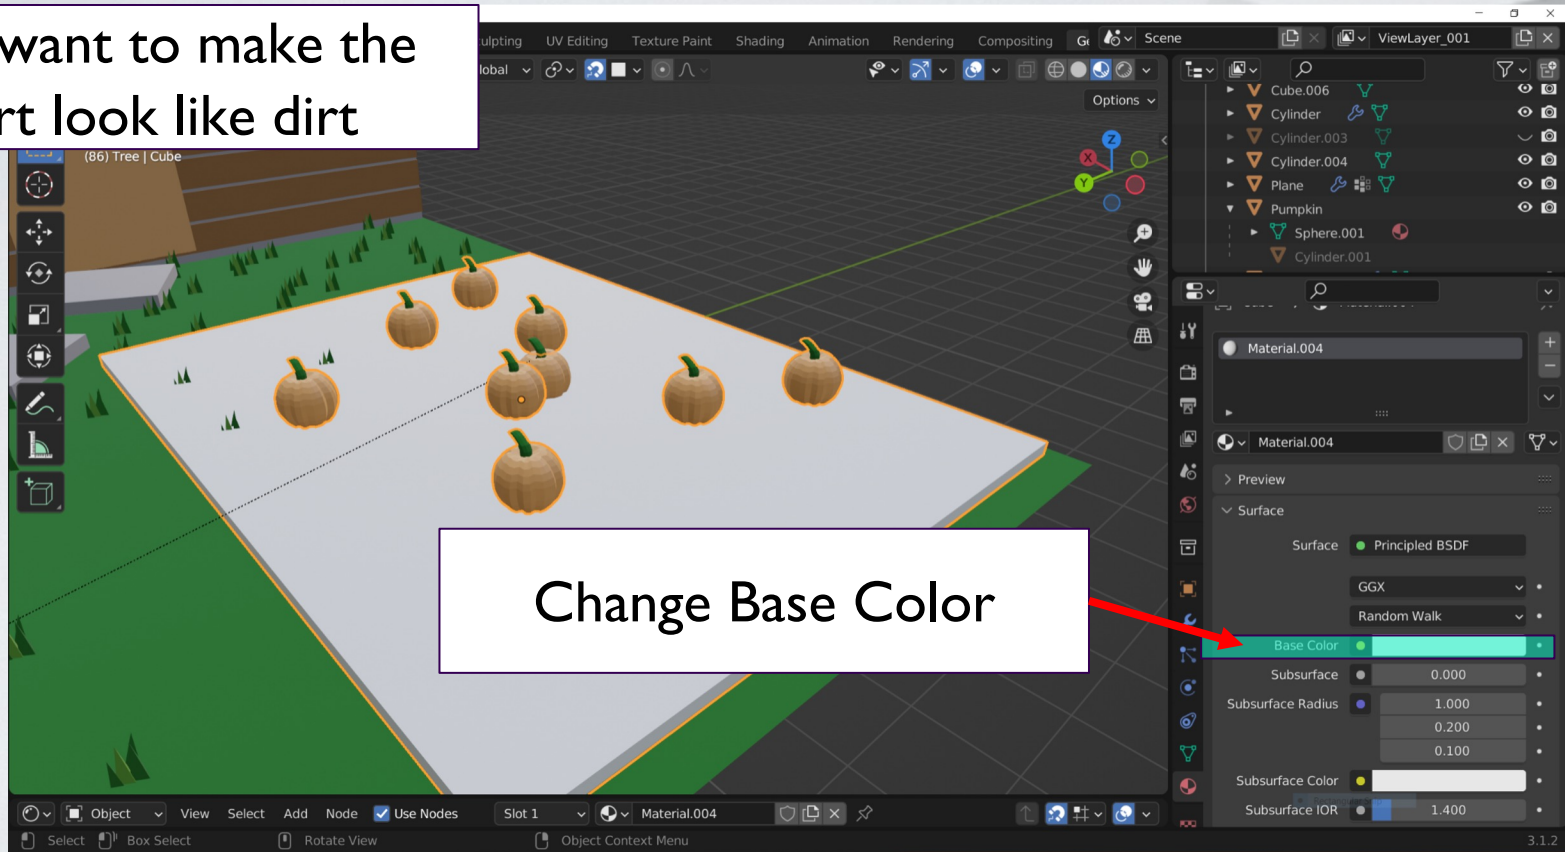 want to make the
rt look like dirt
ulpting UV Editing Texture Paint Shading Animation Rendering Compositing Ge Scene ViewLayer_001
lobal
Options
(86) Tree | Cube
Z
X
Y
Cube.006
Cylinder
Cylinder.003
Cylinder.004
Plane
Pumpkin
Sphere.001
Cylinder.001
Material.004
Material.004
Preview
Surface
Surface Principled BSDF
GGX
Random Walk
Base Color
Subsurface 0.000
Subsurface Radius 1.000
0.200
0.100
Subsurface Color
Subsurface IOR 1.400
Change Base Color
Object View Select Add Node Use Nodes Slot 1 Material.004
Select Box Select Rotate View Object Context Menu 3.1.2